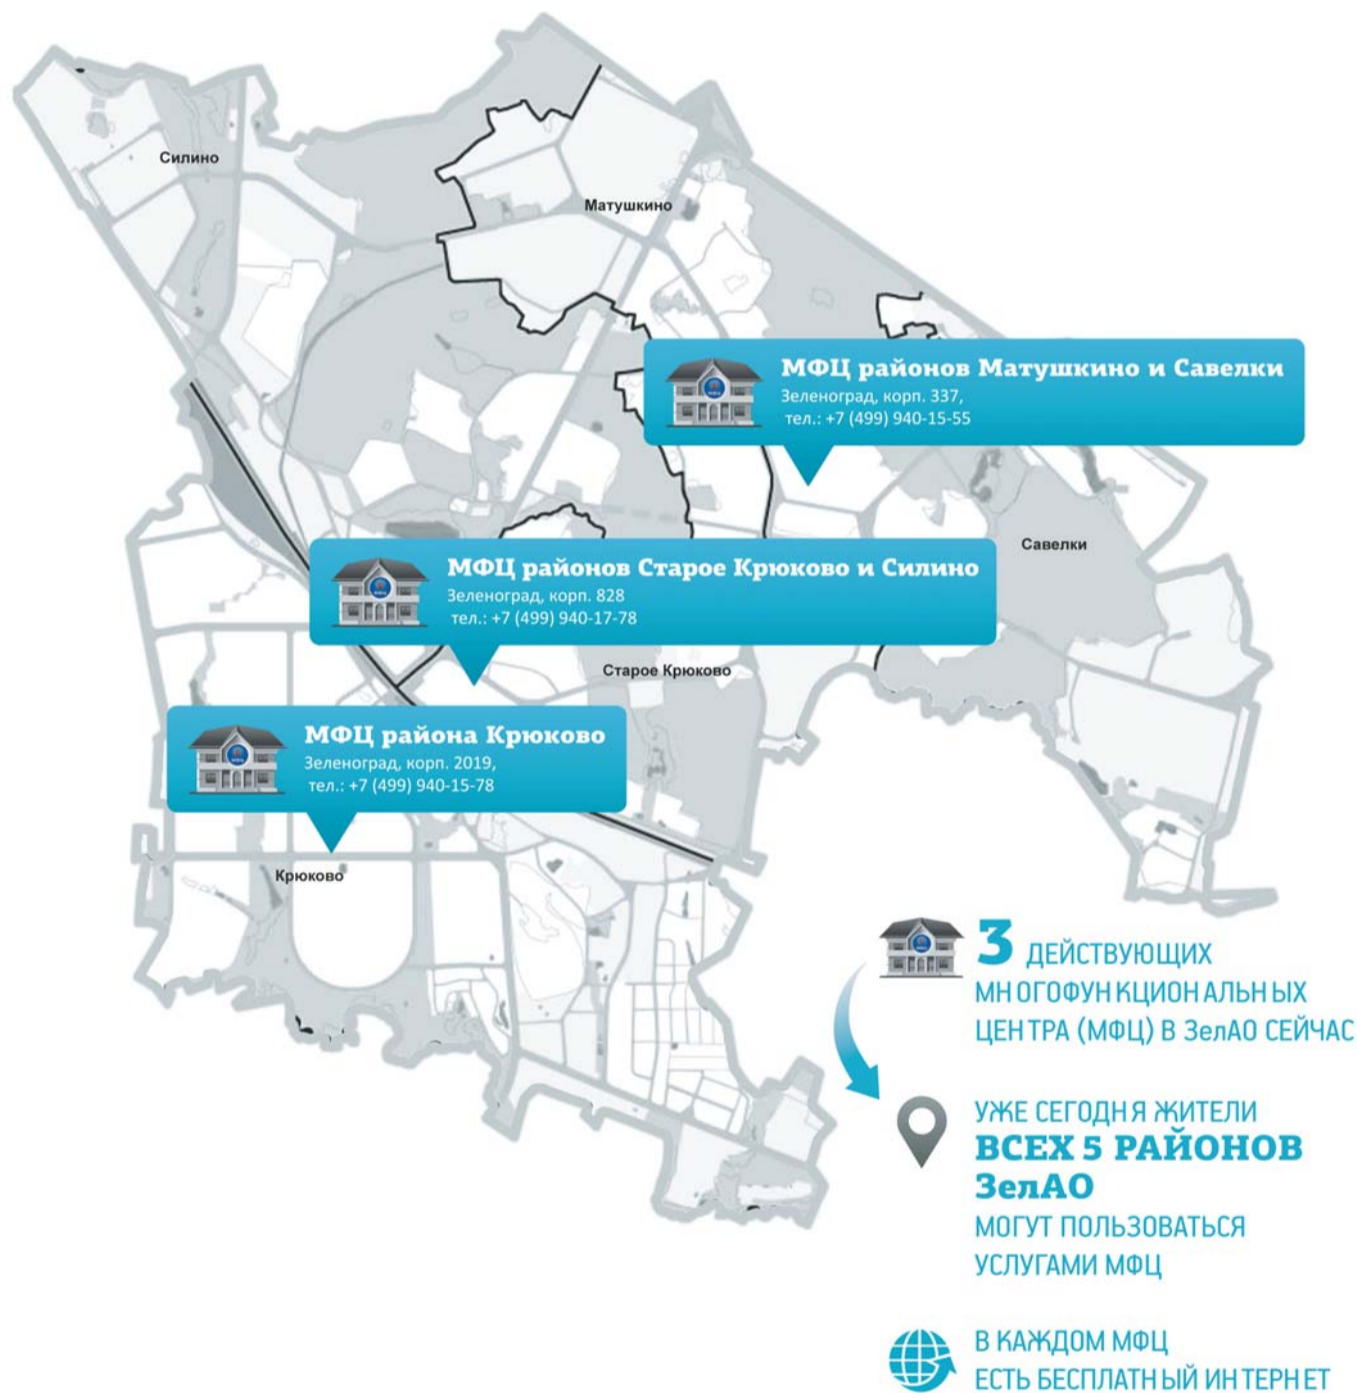 Силино
Матушкино
МФЦ районов Матушкино и Савелки
Зеленоград, корп. 337,
тел.: +7 (499) 940-15-55
Савелки
МФЦ районов Старое Крюково и Силино
Зеленоград, корп. 828
тел.: +7 (499) 940-17-78
Старое Крюково
МФЦ района Крюково
Зеленоград, корп. 2019,
тел.: +7 (499) 940-15-78
Крюково
3 ДЕЙСТВУЮЩИХ
МНОГОФУНКЦИОНАЛЬНЫХ
ЦЕНТРА (МФЦ) В ЗелАО СЕЙЧАС
УЖЕ СЕГОДНЯ ЖИТЕЛИ
ВСЕХ 5 РАЙОНОВ
ЗелАО
МОГУТ ПОЛЬЗОВАТЬСЯ
УСЛУГАМИ МФЦ
В КАЖДОМ МФЦ
ЕСТЬ БЕСПЛАТНЫЙ ИНТЕРНЕТ